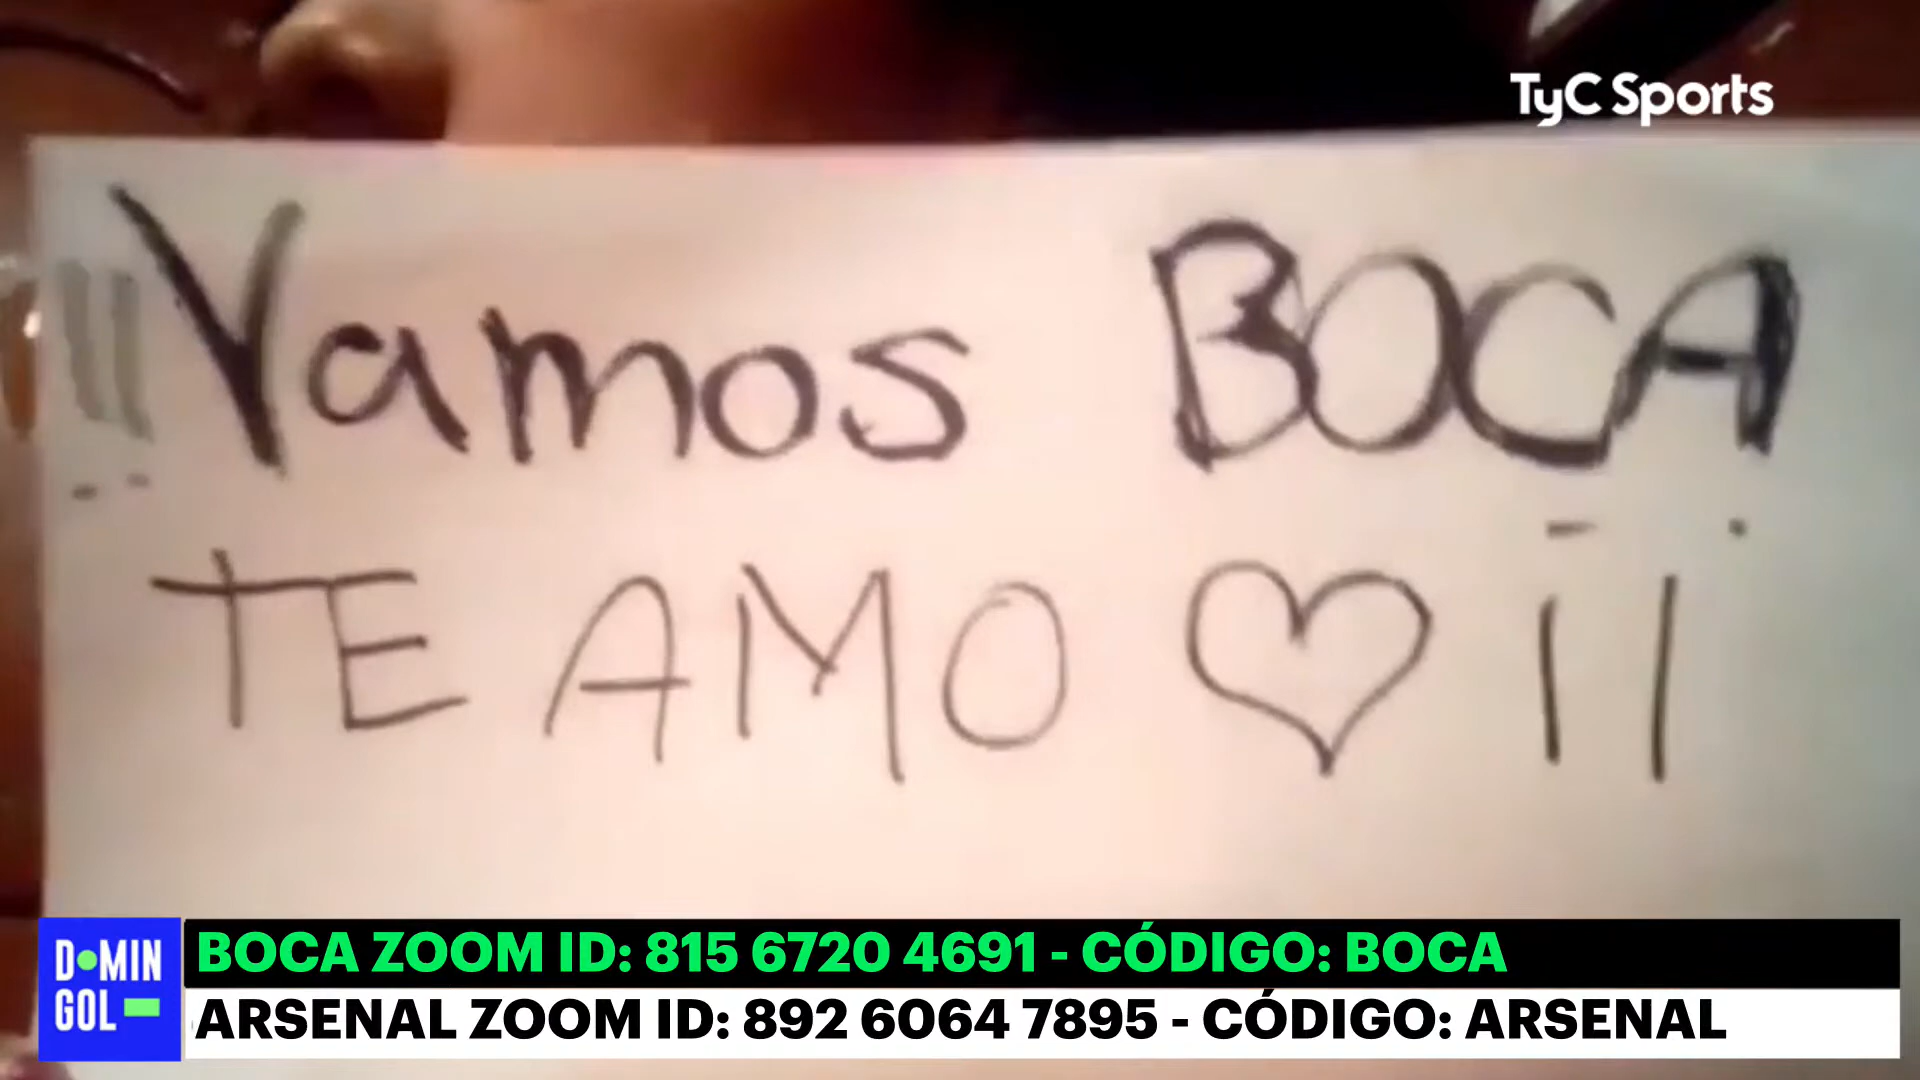 TyC Sports
!!Vamos BOCA
TE AMO ♡ ¡¡
DOMIN
GOL
BOCA ZOOM ID: 815 6720 4691 - CÓDIGO: BOCA
ARSENAL ZOOM ID: 892 6064 7895 - CÓDIGO: ARSENAL